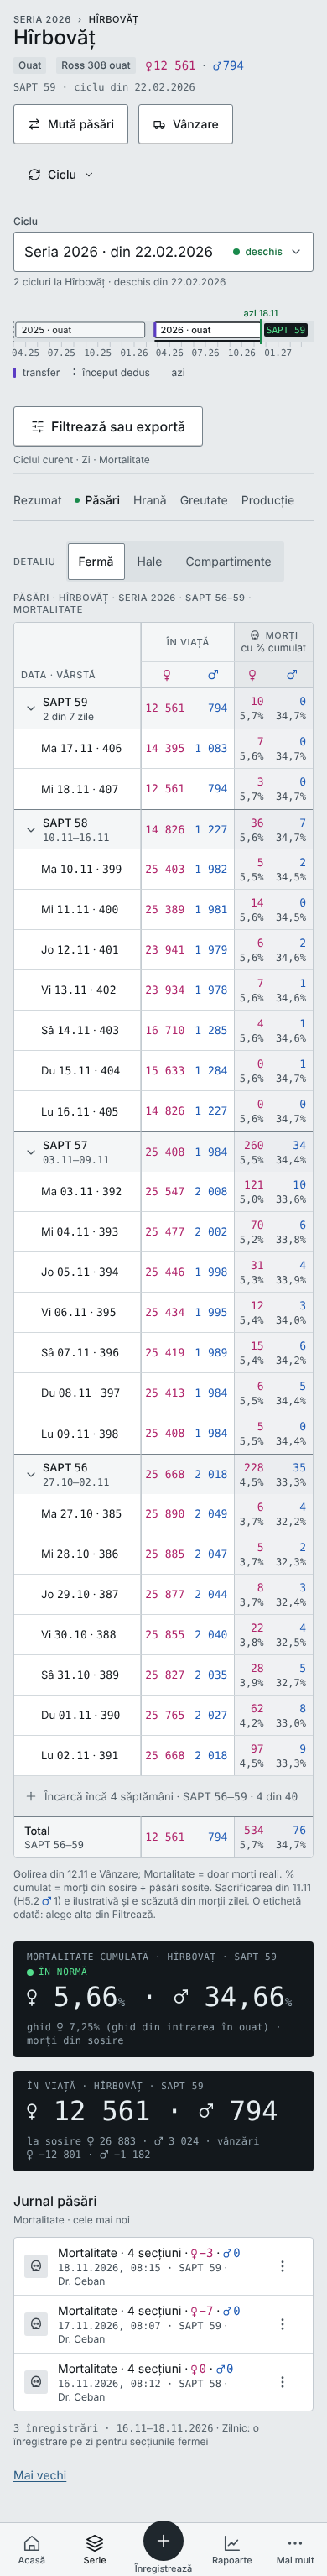 SERIA 2026 › HÎRBOVĂȚ
Hîrbovăț
Ouat Ross 308 ouat ♀12 561 · ♂794
SAPT 59 · ciclu din 22.02.2026
Mută păsări Vânzare
Ciclu
Ciclu
Seria 2026 · din 22.02.2026 deschis
2 cicluri la Hîrbovăț · deschis din 22.02.2026
azi 18.11
2025 · ouat 2026 · ouat SAPT 59
04.25 07.25 10.25 01.26 04.26 07.26 10.26 01.27
transfer început dedus azi
Filtrează sau exportă
Ciclul curent · Zi · Mortalitate
Rezumat Păsări Hrană Greutate Producție
DETALIU Fermă Hale Compartimente
PĂSĂRI · HÎRBOVĂȚ · SERIA 2026 · SAPT 56–59 ·
MORTALITATE
ÎN VIAȚĂ MORȚI
cu % cumulat
DATA · VÂRSTĂ ♀ ♂ ♀ ♂
SAPT 59 12 561 794 10 0
2 din 7 zile 5,7% 34,7%
Ma 17.11 · 406 14 395 1 083 7 0
5,6% 34,7%
Mi 18.11 · 407 12 561 794 3 0
5,7% 34,7%
SAPT 58 14 826 1 227 36 7
10.11–16.11 5,6% 34,7%
Ma 10.11 · 399 25 403 1 982 5 2
5,5% 34,5%
Mi 11.11 · 400 25 389 1 981 14 0
5,6% 34,5%
Jo 12.11 · 401 23 941 1 979 6 2
5,6% 34,6%
Vi 13.11 · 402 23 934 1 978 7 1
5,6% 34,6%
Sâ 14.11 · 403 16 710 1 285 4 1
5,6% 34,6%
Du 15.11 · 404 15 633 1 284 0 1
5,6% 34,7%
Lu 16.11 · 405 14 826 1 227 0 0
5,6% 34,7%
SAPT 57 25 408 1 984 260 34
03.11–09.11 5,5% 34,4%
Ma 03.11 · 392 25 547 2 008 121 10
5,0% 33,6%
Mi 04.11 · 393 25 477 2 002 70 6
5,2% 33,8%
Jo 05.11 · 394 25 446 1 998 31 4
5,3% 33,9%
Vi 06.11 · 395 25 434 1 995 12 3
5,4% 34,0%
Sâ 07.11 · 396 25 419 1 989 15 6
5,4% 34,2%
Du 08.11 · 397 25 413 1 984 6 5
5,5% 34,4%
Lu 09.11 · 398 25 408 1 984 5 0
5,5% 34,4%
SAPT 56 25 668 2 018 228 35
27.10–02.11 4,5% 33,3%
Ma 27.10 · 385 25 890 2 049 6 4
3,7% 32,2%
Mi 28.10 · 386 25 885 2 047 5 2
3,7% 32,3%
Jo 29.10 · 387 25 877 2 044 8 3
3,7% 32,4%
Vi 30.10 · 388 25 855 2 040 22 4
3,8% 32,5%
Sâ 31.10 · 389 25 827 2 035 28 5
3,9% 32,7%
Du 01.11 · 390 25 765 2 027 62 8
4,2% 33,0%
Lu 02.11 · 391 25 668 2 018 97 9
4,5% 33,3%
Încarcă încă 4 săptămâni · SAPT 56–59 · 4 din 40
Total 12 561 794 534 76
SAPT 56–59 5,7% 34,7%
Golirea din 12.11 e Vânzare; Mortalitate = doar morți reali. %
cumulat = morți din sosire ÷ păsări sosite. Sacrificarea din 11.11
(H5.2 ♂ 1) e ilustrativă și e scăzută din morții zilei. O etichetă
odată: alege alta din Filtrează.
MORTALITATE CUMULATĂ · HÎRBOVĂȚ · SAPT 59
ÎN NORMĂ
♀ 5,66% · ♂ 34,66%
ghid ♀ 7,25% (ghid din intrarea în ouat) ·
morți din sosire
ÎN VIAȚĂ · HÎRBOVĂȚ · SAPT 59
♀ 12 561 · ♂ 794
la sosire ♀ 26 883 · ♂ 3 024 · vânzări
♀ −12 801 · ♂ −1 182
Jurnal păsări
Mortalitate · cele mai noi
Mortalitate · 4 secțiuni · ♀−3 · ♂0
18.11.2026, 08:15 · SAPT 59 ·
Dr. Ceban
Mortalitate · 4 secțiuni · ♀−7 · ♂0
17.11.2026, 08:07 · SAPT 59 ·
Dr. Ceban
Mortalitate · 4 secțiuni · ♀0 · ♂0
16.11.2026, 08:12 · SAPT 58 ·
Dr. Ceban
3 înregistrări · 16.11–18.11.2026 · Zilnic: o
înregistrare pe zi pentru secțiunile fermei
Mai vechi
Acasă Serie Înregistrează Rapoarte Mai mult